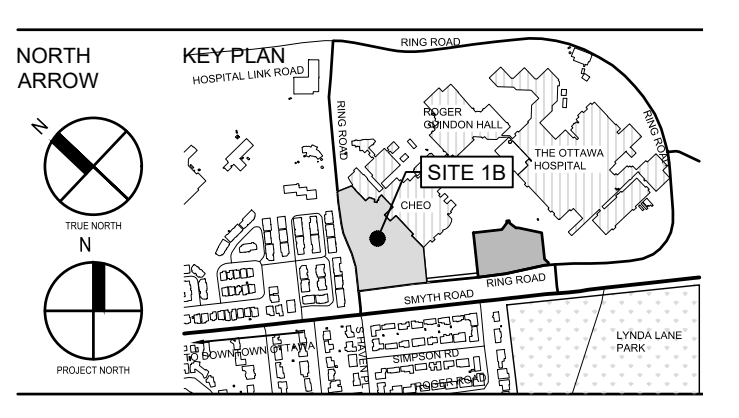 NORTH
ARROW
N
TRUE NORTH
N
PROJECT NORTH
KEY PLAN
HOSPITAL LINK ROAD
RING ROAD
RING ROAD
ROGER
GUINDON HALL
RING ROAD
THE OTTAWA
HOSPITAL
SITE 1B
CHEO
RING ROAD
SMYTH ROAD
DOWNTOWN OTTAWA
SIMPSON RD
ROGER ROAD
LYNDA LANE
PARK